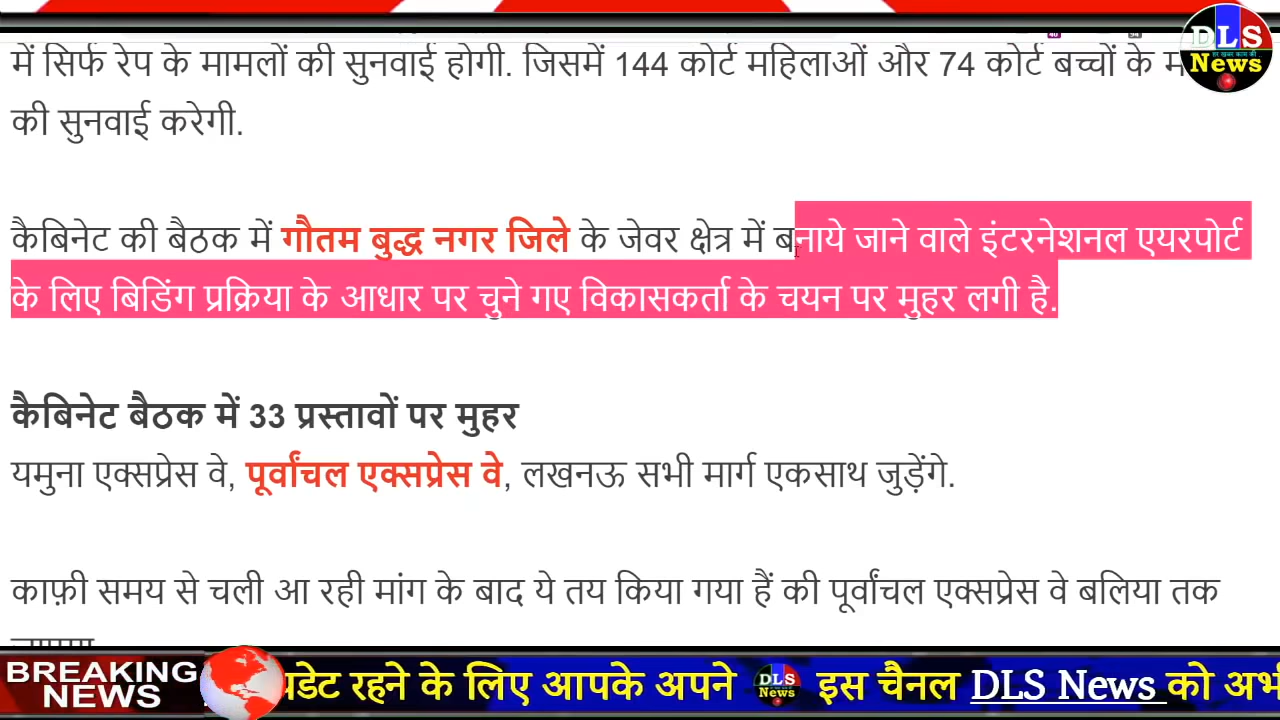 में सिर्फ रेप के मामलों की सुनवाई होगी. जिसमें 144 कोर्ट महिलाओं और 74 कोर्ट बच्चों के
की सुनवाई करेगी.
कैबिनेट की बैठक में गौतम बुद्ध नगर जिले के जेवर क्षेत्र में बनाये जाने वाले इंटरनेशनल एयरपोर्ट
के लिए बिडिंग प्रक्रिया के आधार पर चुने गए विकासकर्ता के चयन पर मुहर लगी है.
कैबिनेट बैठक में 33 प्रस्तावों पर मुहर
यमुना एक्सप्रेस वे, पूर्वांचल एक्सप्रेस वे, लखनऊ सभी मार्ग एकसाथ जुड़ेंगे.
काफ़ी समय से चली आ रही मांग के बाद ये तय किया गया हैं की पूर्वांचल एक्सप्रेस वे बलिया तक
DLS
News
BREAKING
NEWS
रहने के लिए आपके अपने DLS News इस चैनल DLS News को